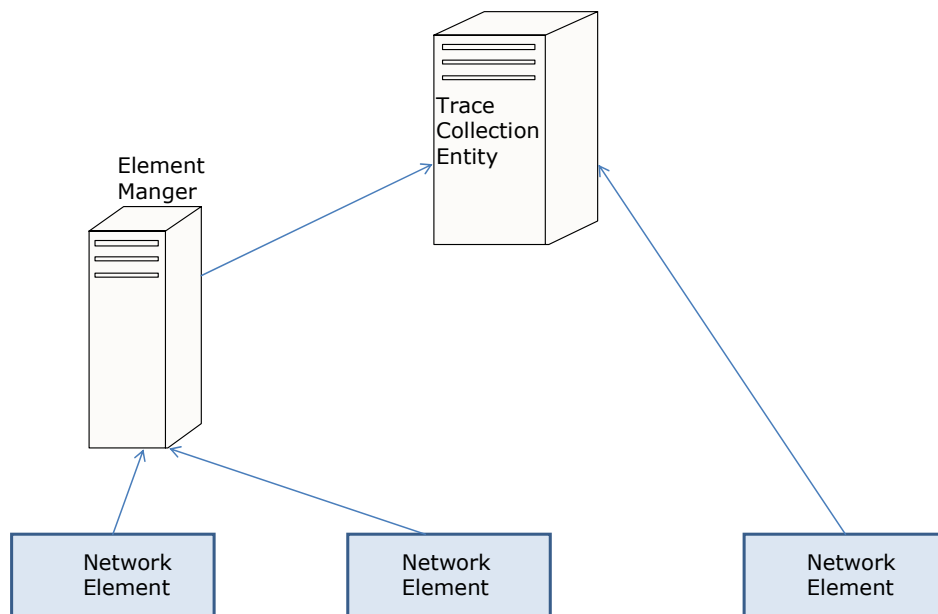 Trace
Collection
Entity
Element
Manger
Network
Element
Network
Element
Network
Element